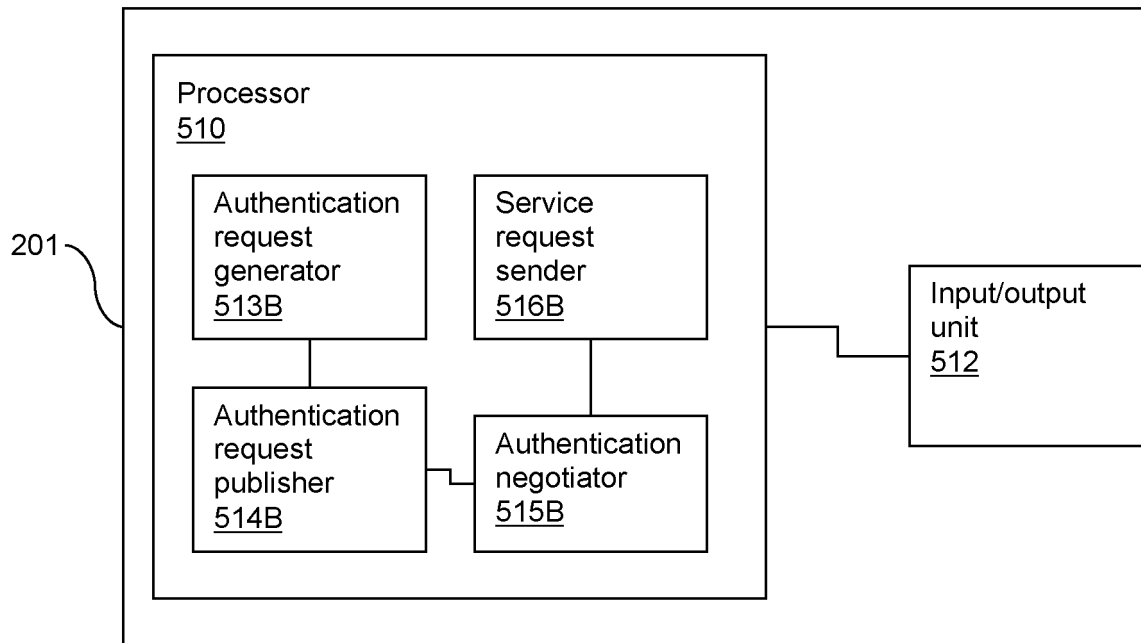 Processor
510
Authentication
request
generator
513B
Service
request
sender
516B
201
Input/output
unit
512
Authentication
request
publisher
514B
Authentication
negotiator
515B